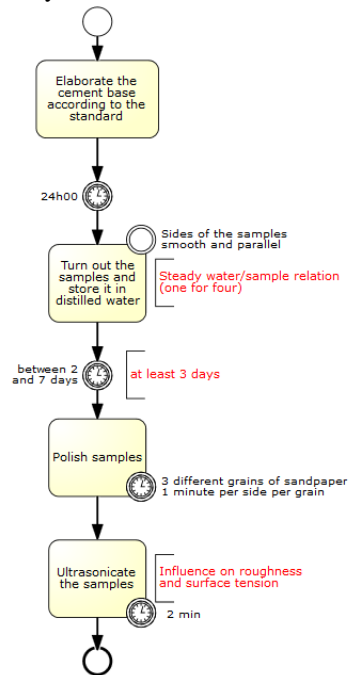 Elaborate the
cement base
according to the
standard
24h00
Sides of the samples
smooth and parallel
Turn out the
samples and
store it in
distilled water
Steady water/sample relation
(one for four)
between 2
and 7 days
at least 3 days
Polish samples
3 different grains of sandpaper
1 minute per side per grain
Ultrasonicate
the samples
Influence on roughness
and surface tension
2 min